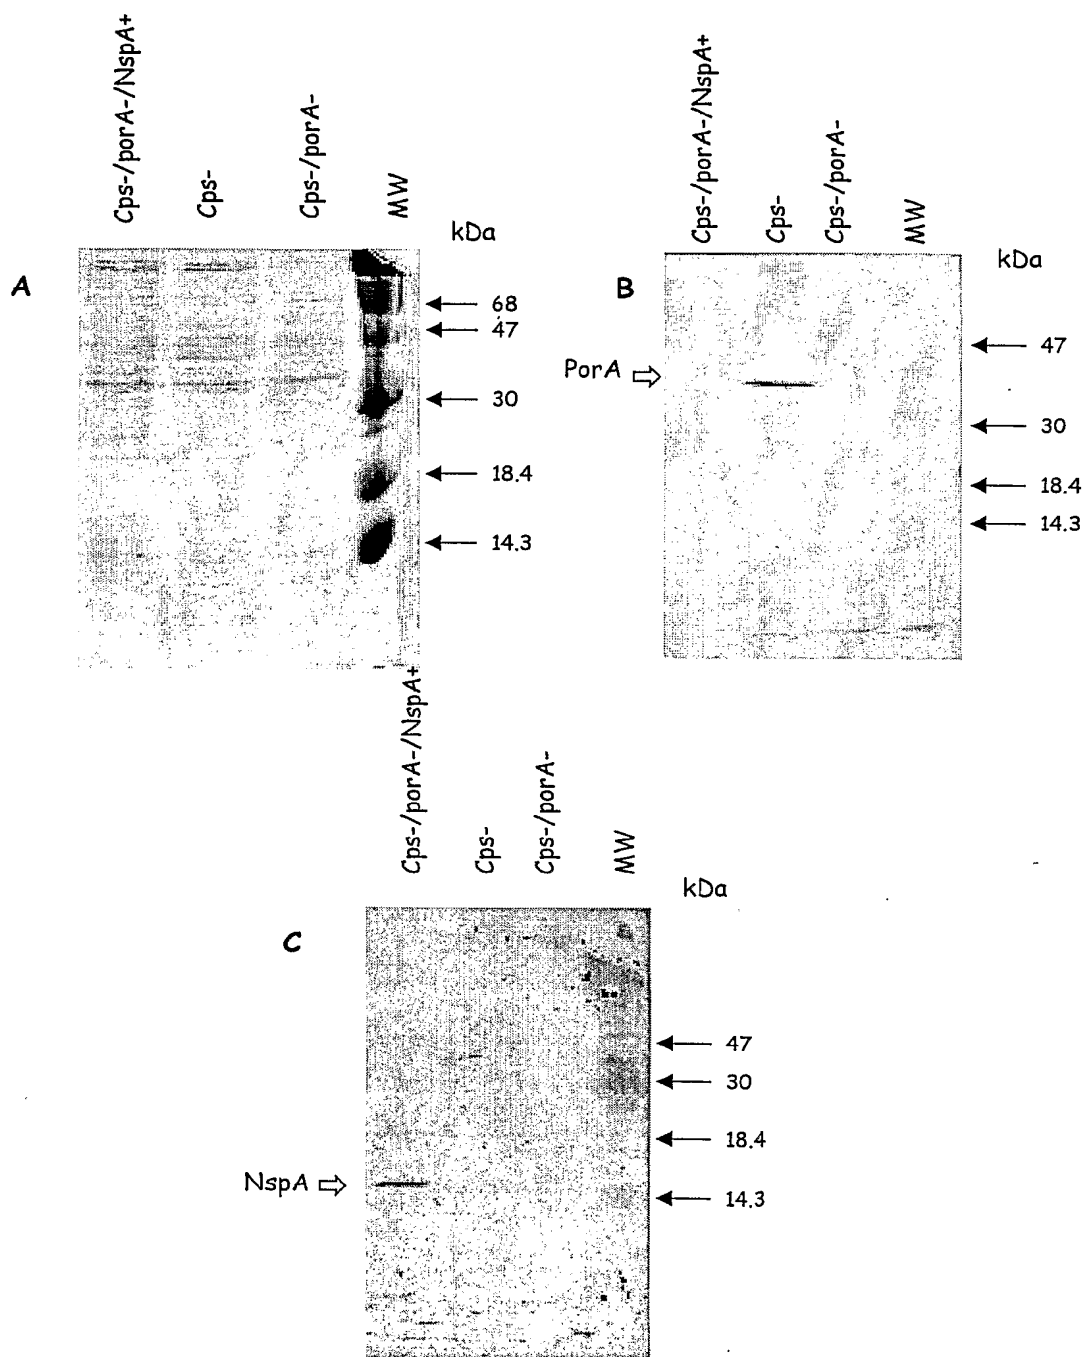 Cps-/porA-/NspA+
Cps-
Cps-/porA-
MW
kDa
A
68
47
30
18.4
14.3
Cps-/porA-/NspA+
Cps-
Cps-/porA-
MW
kDa
B
PorA
47
30
18.4
14.3
Cps-/porA-/NspA+
Cps-
Cps-/porA-
MW
kDa
C
NspA
47
30
18.4
14.3